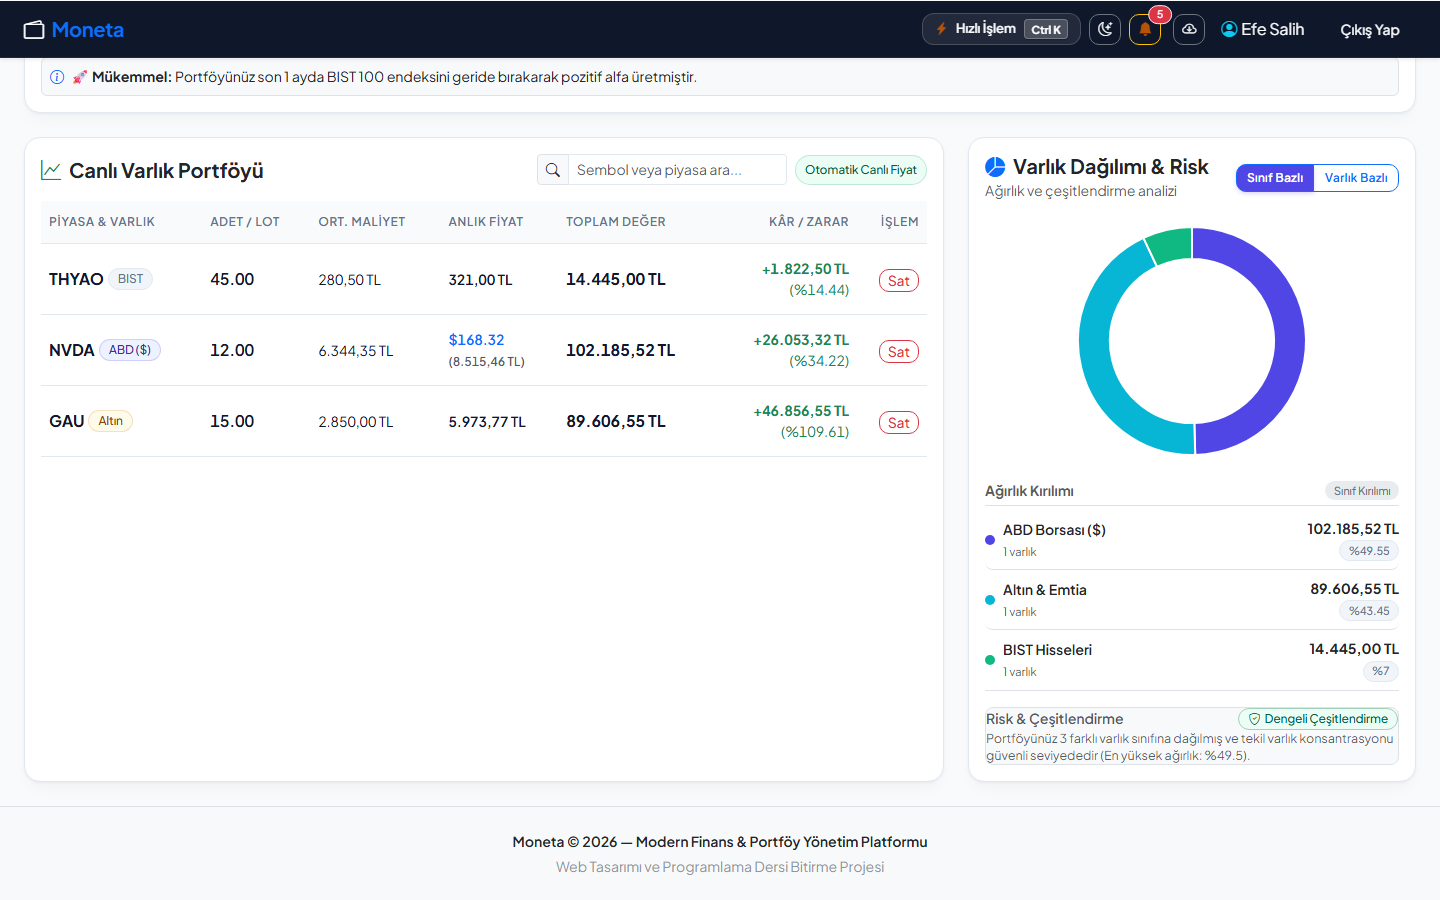 Moneta
Hızlı İşlem Ctrl K
5
Efe Salih
Çıkış Yap
🚀 Mükemmel: Portföyünüz son 1 ayda BIST 100 endeksini geride bırakarak pozitif alfa üretmiştir.
Canlı Varlık Portföyü
Sembol veya piyasa ara...
Otomatik Canlı Fiyat
PİYASA & VARLIK ADET / LOT ORT. MALİYET ANLIK FİYAT TOPLAM DEĞER KÂR / ZARAR İŞLEM
THYAO BIST 45.00 280,50 TL 321,00 TL 14.445,00 TL +1.822,50 TL Sat
(%14.44)
NVDA ABD ($) 12.00 6.344,35 TL $168.32 102.185,52 TL +26.053,32 TL Sat
(8.515,46 TL) (%34.22)
GAU Altın 15.00 2.850,00 TL 5.973,77 TL 89.606,55 TL +46.856,55 TL Sat
(%109.61)
Varlık Dağılımı & Risk
Ağırlık ve çeşitlendirme analizi
Sınıf Bazlı Varlık Bazlı
Ağırlık Kırılımı Sınıf Kırılımı
ABD Borsası ($) 102.185,52 TL
1 varlık %49.55
Altın & Emtia 89.606,55 TL
1 varlık %43.45
BIST Hisseleri 14.445,00 TL
1 varlık %7
Risk & Çeşitlendirme Dengeli Çeşitlendirme
Portföyünüz 3 farklı varlık sınıfına dağılmış ve tekil varlık konsantrasyonu
güvenli seviyededir (En yüksek ağırlık: %49.5).
Moneta © 2026 — Modern Finans & Portföy Yönetim Platformu
Web Tasarımı ve Programlama Dersi Bitirme Projesi